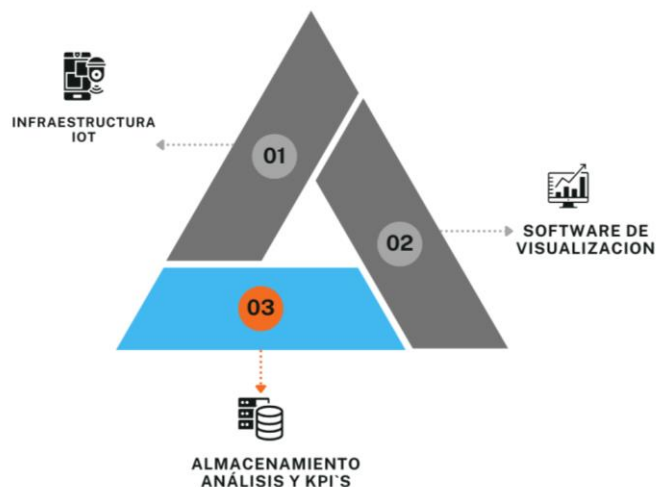 INFRAESTRUCTURA
IOT
01
02
SOFTWARE DE
VISUALIZACION
03
ALMACENAMIENTO
ANÁLISIS Y KPI`S